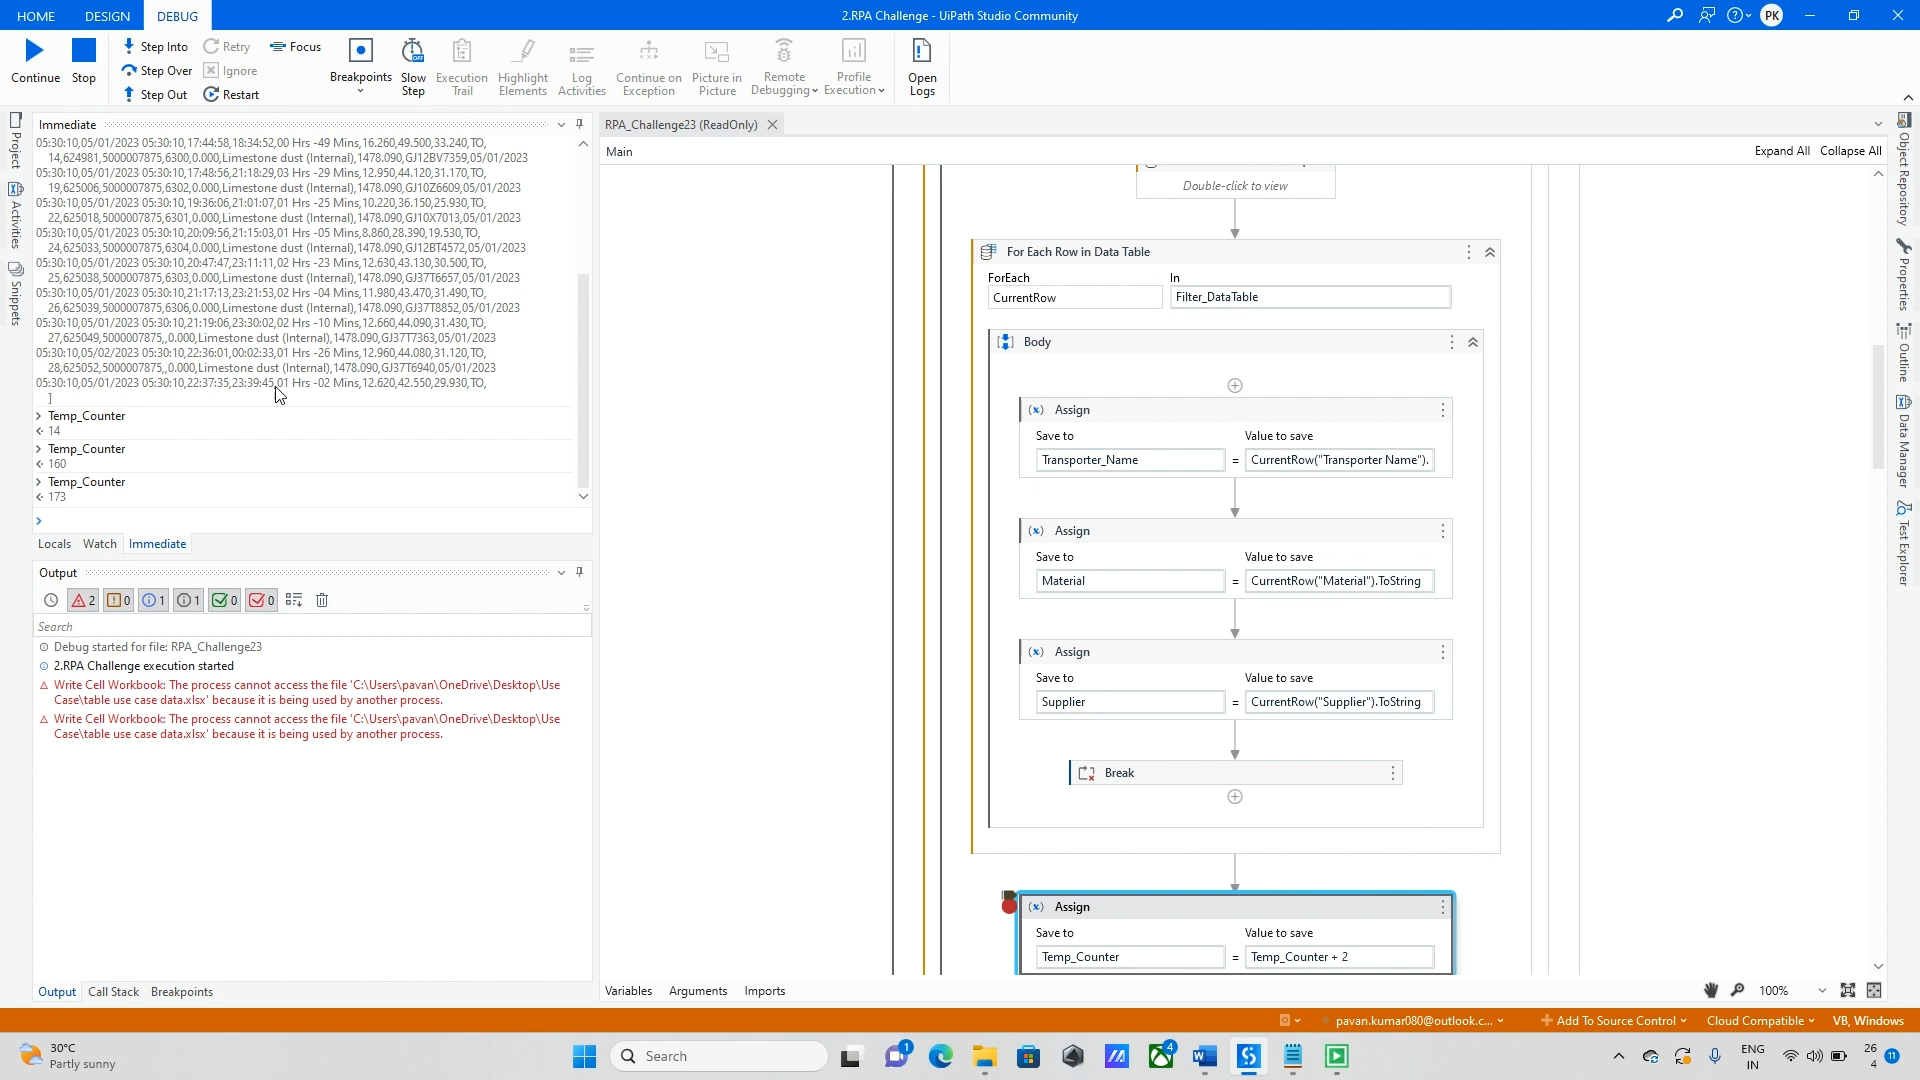 HOME DESIGN DEBUG
2.RPA Challenge - UiPath Studio Community
PK
Continue
Stop
Step Into
Step Over
Step Out
Retry
Ignore
Restart
Focus
Breakpoints
Slow
Step
Execution
Trail
Highlight
Elements
Log
Activities
Continue on
Exception
Picture in
Picture
Remote
Debugging
Profile
Execution
Open
Logs
Project
Activities
Snippets
Immediate
05:30:10,05/01/2023 05:30:10,17:44:58,18:34:52,00 Hrs -49 Mins,16.260,49.500,33.240,TO,
14,624981,5000007875,6300,0.000,Limestone dust (Internal),1478.090,GJ12BV7359,05/01/2023
05:30:10,05/01/2023 05:30:10,17:48:56,21:18:29,03 Hrs -29 Mins,12.950,44.120,31.170,TO,
19,625006,5000007875,6302,0.000,Limestone dust (Internal),1478.090,GJ10Z6609,05/01/2023
05:30:10,05/01/2023 05:30:10,19:36:06,21:01:07,01 Hrs -25 Mins,10.220,36.150,25.930,TO,
22,625018,5000007875,6301,0.000,Limestone dust (Internal),1478.090,GJ10X7013,05/01/2023
05:30:10,05/01/2023 05:30:10,20:09:56,21:15:03,01 Hrs -05 Mins,8.860,28.390,19.530,TO,
24,625033,5000007875,6304,0.000,Limestone dust (Internal),1478.090,GJ12BT4572,05/01/2023
05:30:10,05/01/2023 05:30:10,20:47:47,23:11:11,02 Hrs -23 Mins,12.630,43.130,30.500,TO,
25,625038,5000007875,6303,0.000,Limestone dust (Internal),1478.090,GJ37T6657,05/01/2023
05:30:10,05/01/2023 05:30:10,21:17:13,23:21:53,02 Hrs -04 Mins,11.980,43.470,31.490,TO,
26,625039,5000007875,6306,0.000,Limestone dust (Internal),1478.090,GJ37T8852,05/01/2023
05:30:10,05/01/2023 05:30:10,21:19:06,23:30:02,02 Hrs -10 Mins,12.660,44.090,31.430,TO,
27,625049,5000007875,,0.000,Limestone dust (Internal),1478.090,GJ37T7363,05/01/2023
05:30:10,05/02/2023 05:30:10,22:36:01,00:02:33,01 Hrs -26 Mins,12.960,44.080,31.120,TO,
28,625052,5000007875,,0.000,Limestone dust (Internal),1478.090,GJ37T6940,05/01/2023
05:30:10,05/01/2023 05:30:10,22:37:35,23:39:45,01 Hrs -02 Mins,12.620,42.550,29.930,TO,
]
Temp_Counter
14
Temp_Counter
160
Temp_Counter
173
Locals Watch Immediate
Output
2 0 1 1 0 0
Search
Debug started for file: RPA_Challenge23
2.RPA Challenge execution started
Write Cell Workbook: The process cannot access the file 'C:\Users\pavan\OneDrive\Desktop\Use
Case\table use case data.xlsx' because it is being used by another process.
Write Cell Workbook: The process cannot access the file 'C:\Users\pavan\OneDrive\Desktop\Use
Case\table use case data.xlsx' because it is being used by another process.
Output Call Stack Breakpoints
RPA_Challenge23 (ReadOnly)
Main
Expand All Collapse All
Double-click to view
For Each Row in Data Table
ForEach In
CurrentRow Filter_DataTable
Body
Assign
Save to Value to save
Transporter_Name = CurrentRow("Transporter Name").
Assign
Save to Value to save
Material = CurrentRow("Material").ToString
Assign
Save to Value to save
Supplier = CurrentRow("Supplier").ToString
Break
Assign
Save to Value to save
Temp_Counter = Temp_Counter + 2
Variables Arguments Imports
100%
Object Repository
Properties
Outline
Data Manager
Test Explorer
pavan.kumar080@outlook.c...
Add To Source Control
Cloud Compatible
VB, Windows
30°C
Partly sunny
Search
1
4
ENG
IN
26
4
11